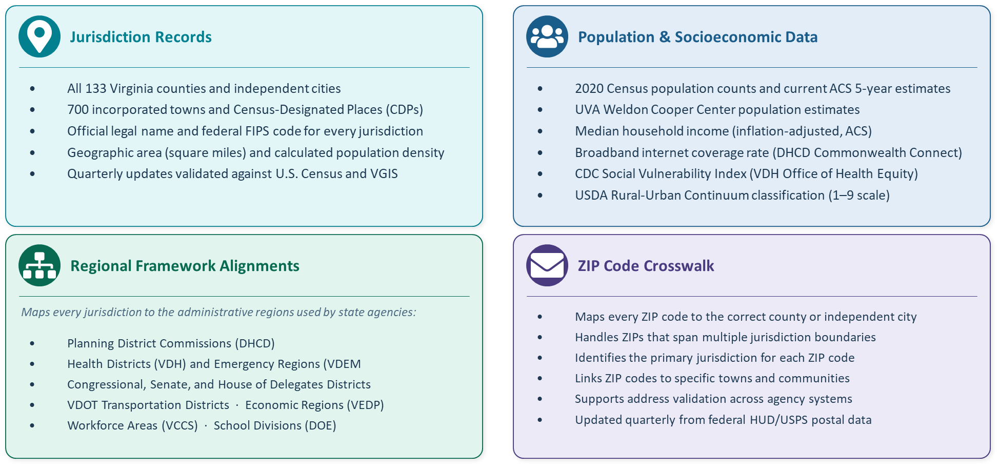 Jurisdiction Records
• All 133 Virginia counties and independent cities
• 700 incorporated towns and Census-Designated Places (CDPs)
• Official legal name and federal FIPS code for every jurisdiction
• Geographic area (square miles) and calculated population density
• Quarterly updates validated against U.S. Census and VGIS
Population & Socioeconomic Data
• 2020 Census population counts and current ACS 5-year estimates
• UVA Weldon Cooper Center population estimates
• Median household income (inflation-adjusted, ACS)
• Broadband internet coverage rate (DHCD Commonwealth Connect)
• CDC Social Vulnerability Index (VDH Office of Health Equity)
• USDA Rural-Urban Continuum classification (1–9 scale)
Regional Framework Alignments
Maps every jurisdiction to the administrative regions used by state agencies:
• Planning District Commissions (DHCD)
• Health Districts (VDH) and Emergency Regions (VDEM
• Congressional, Senate, and House of Delegates Districts
• VDOT Transportation Districts · Economic Regions (VEDP)
• Workforce Areas (VCCS) · School Divisions (DOE)
ZIP Code Crosswalk
• Maps every ZIP code to the correct county or independent city
• Handles ZIPs that span multiple jurisdiction boundaries
• Identifies the primary jurisdiction for each ZIP code
• Links ZIP codes to specific towns and communities
• Supports address validation across agency systems
• Updated quarterly from federal HUD/USPS postal data